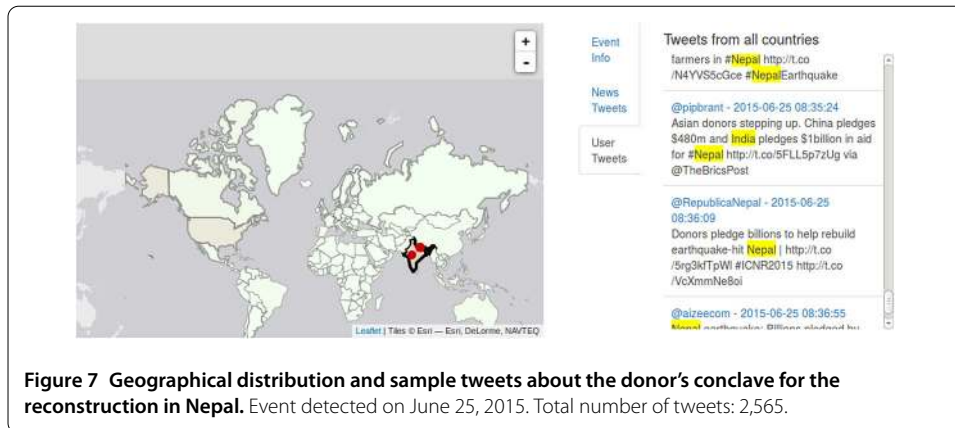 +
-
Leaflet | Tiles © Esri — Esri, DeLorme, NAVTEQ
Event
Info
News
Tweets
User
Tweets
Tweets from all countries
farmers in #Nepal http://t.co
/N4YVS5cGce #NepalEarthquake
@pipbrant - 2015-06-25 08:35:24
Asian donors stepping up. China pledges
$480m and India pledges $1billion in aid
for #Nepal http://t.co/5FLL5p7zUg via
@TheBricsPost
@RepublicaNepal - 2015-06-25
08:36:09
Donors pledge billions to help rebuild
earthquake-hit Nepal | http://t.co
/5rg3kfTpWl #ICNR2015 http://t.co
/VcXmmNe8oi
@aizeecom - 2015-06-25 08:36:55
Nepal earthquake: Billions pledged by
Figure 7 Geographical distribution and sample tweets about the donor's conclave for the
reconstruction in Nepal. Event detected on June 25, 2015. Total number of tweets: 2,565.